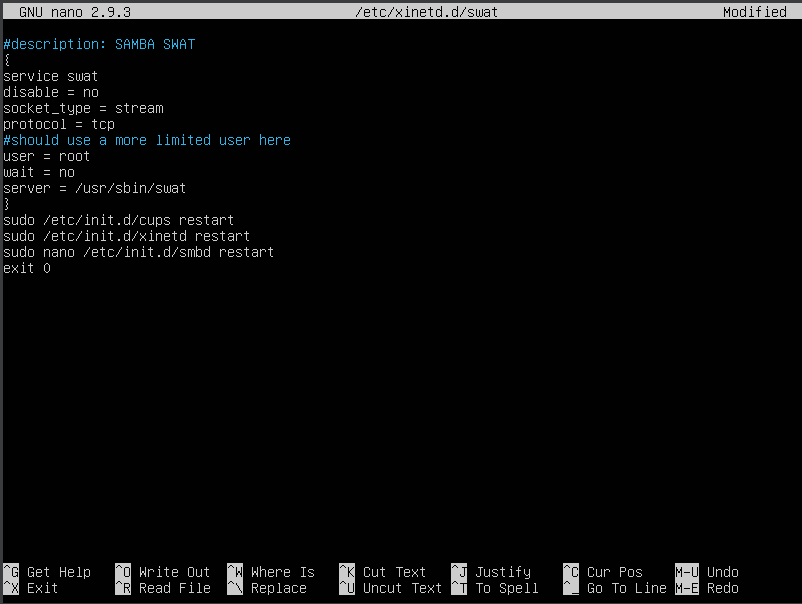 GNU nano 2.9.3 /etc/xinetd.d/swat Modified
#description: SAMBA SWAT
{
service swat
disable = no
socket_type = stream
protocol = tcp
#should use a more limited user here
user = root
wait = no
server = /usr/sbin/swat
}
sudo /etc/init.d/cups restart
sudo /etc/init.d/xinetd restart
sudo nano /etc/init.d/smbd restart
exit 0
^G Get Help ^O Write Out ^W Where Is ^K Cut Text ^J Justify ^C Cur Pos M-U Undo
^X Exit ^R Read File ^\ Replace ^U Uncut Text ^T To Spell ^_ Go To Line M-E Redo